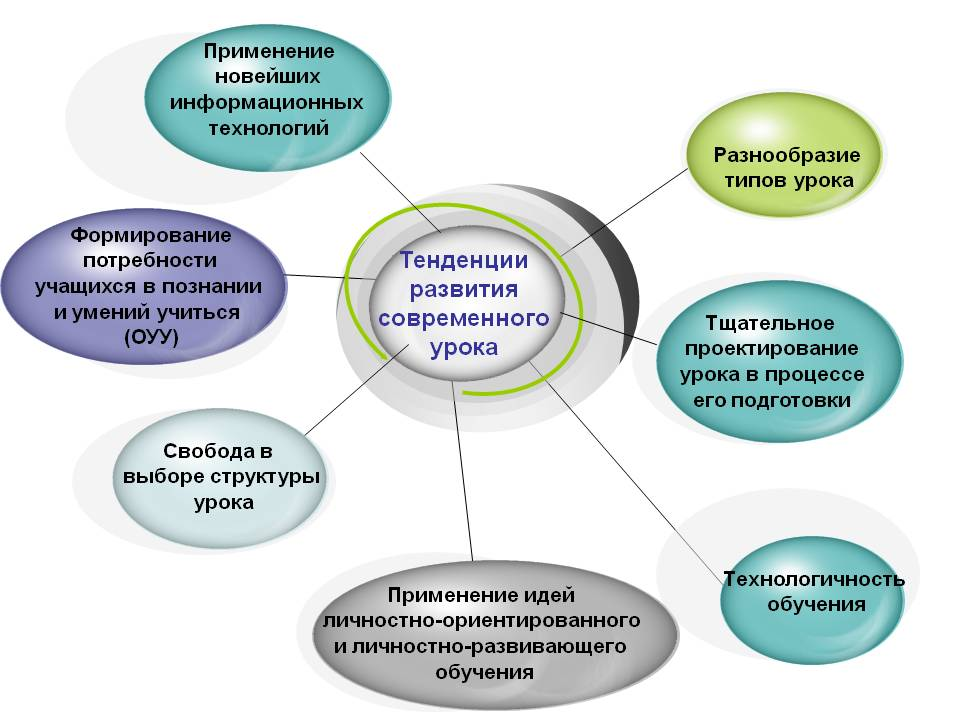 Применение
новейших
информационных
технологий
Разнообразие
типов урока
Формирование
потребности
учащихся в познании
и умений учиться
(ОУУ)
Тенденции
развития
современного
урока
Тщательное
проектирование
урока в процессе
его подготовки
Свобода в
выборе структуры
урока
Применение идей
личностно-ориентированного
и личностно-развивающего
обучения
Технологичность
обучения